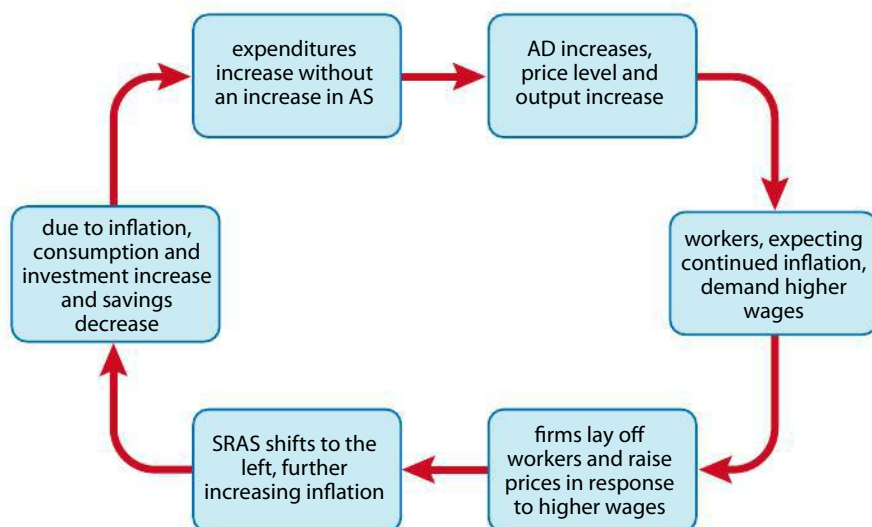 expenditures
increase without
an increase in AS
AD increases,
price level and
output increase
workers, expecting
continued inflation,
demand higher
wages
firms lay off
workers and raise
prices in response
to higher wages
SRAS shifts to the
left, further
increasing inflation
due to inflation,
consumption and
investment increase
and savings
decrease